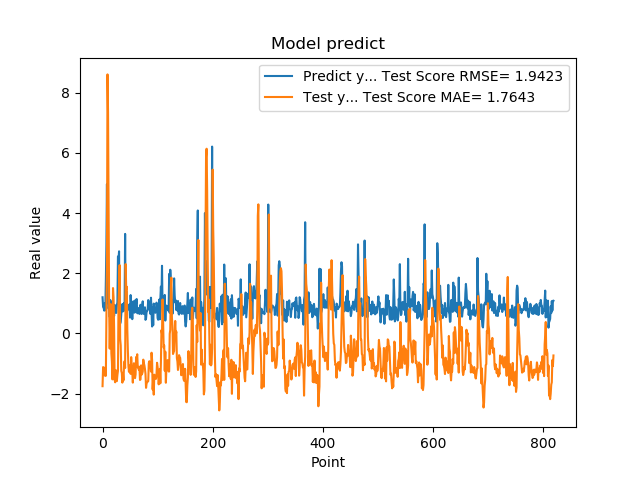 Model predict
Predict y... Test Score RMSE= 1.9423
Test y... Test Score MAE= 1.7643
8
6
4
2
0
−2
Real value
0
200
400
600
800
Point